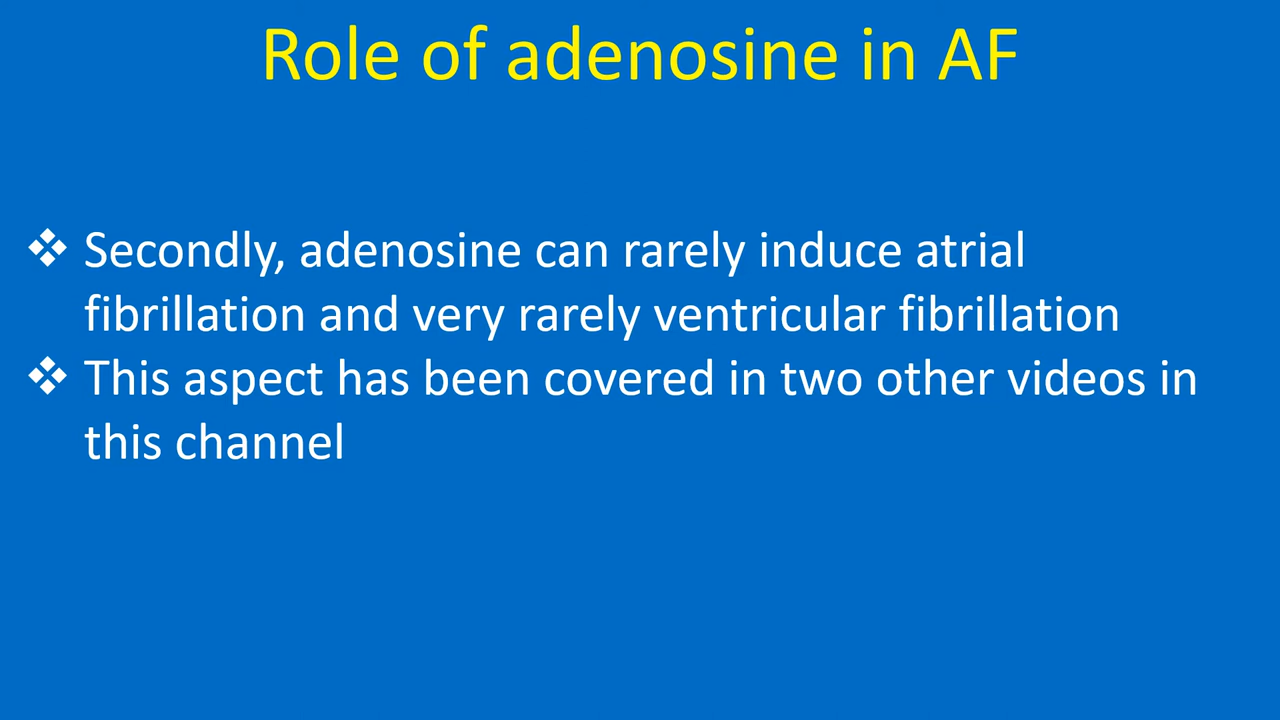 Role of adenosine in AF
❖ Secondly, adenosine can rarely induce atrial
fibrillation and very rarely ventricular fibrillation
❖ This aspect has been covered in two other videos in
this channel